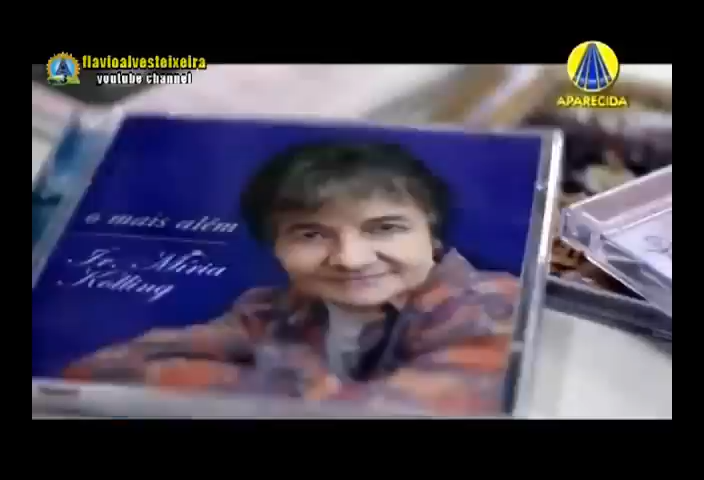 flavioalvesteixeira
youtube channel
APARECIDA
o mais além
Ir. Míria
Kolling